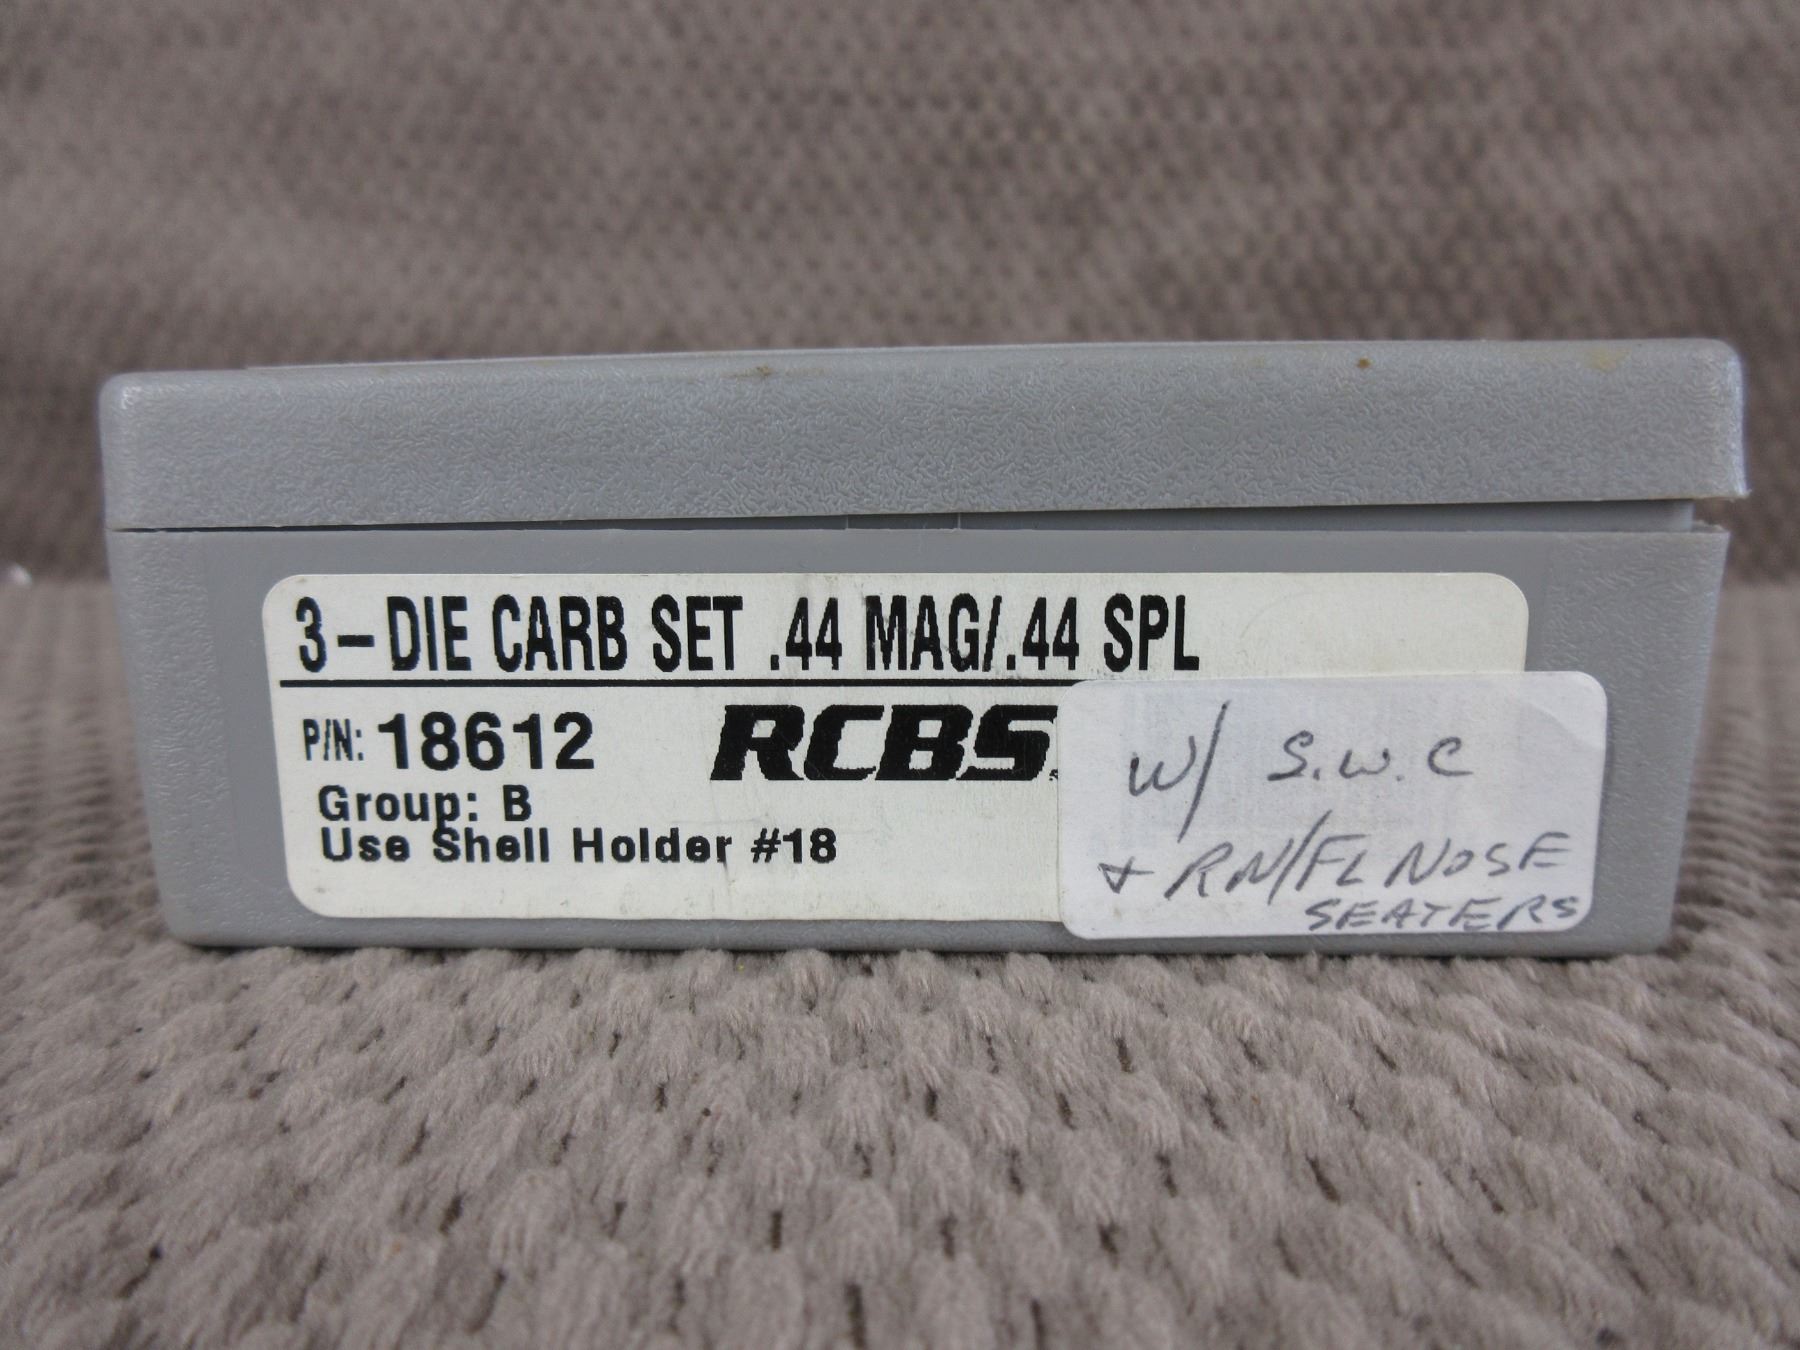 3-DIE CARB SET .44 MAG/.44 SPL
P/N: 18612 RCBS
Group: B
Use Shell Holder #18
W/ S.W.C
+ RN/FL NOSE
SEATERS